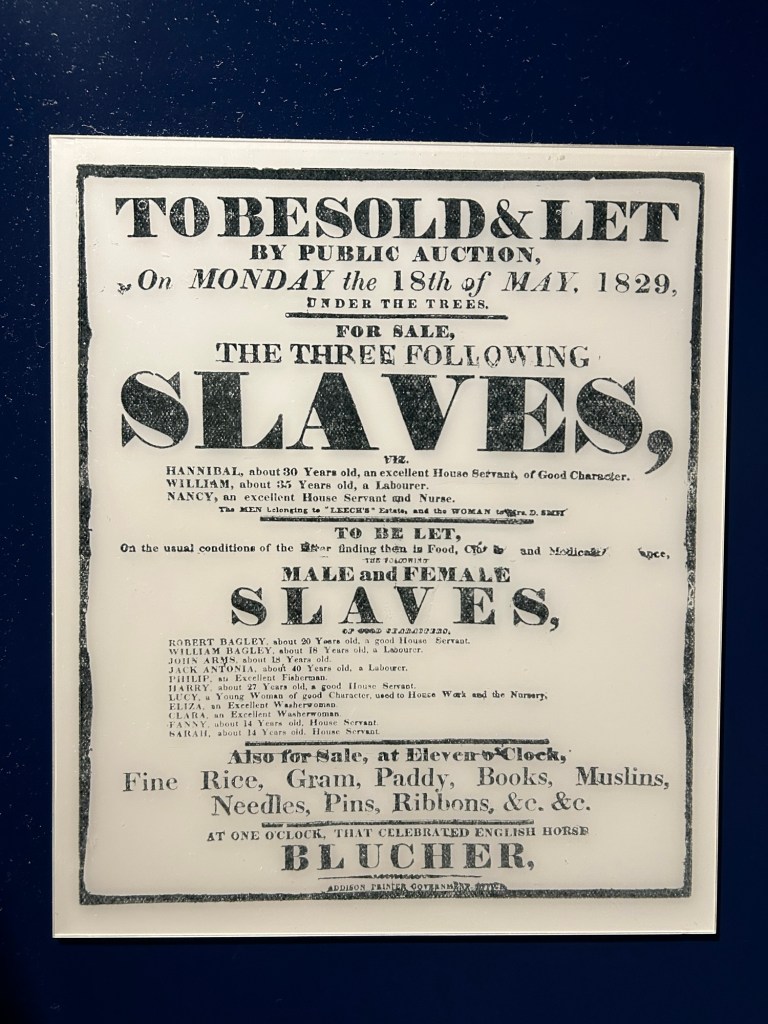 TO BE SOLD & LET
BY PUBLIC AUCTION,
On MONDAY the 18th of MAY, 1829,
UNDER THE TREES.
FOR SALE,
THE THREE FOLLOWING
SLAVES,
VIZ.
HANNIBAL, about 30 Years old, an excellent House Servant, of Good Character.
WILLIAM, about 35 Years old, a Labourer.
NANCY, an excellent House Servant and Nurse.
The MEN belonging to "LEECH'S" Estate, and the WOMAN to Mrs. D. SMIT
TO BE LET,
On the usual conditions of the finding them in Food, and
THE FOLLOWING
MALE and FEMALE
SLAVES,
OF GOOD CHARACTERS.
ROBERT BAGLEY, about 20 Years old, a good House Servant.
WILLIAM BAGLEY, about 18 Years old, a Labourer.
JOHN ARMS, about 18 Years old.
JACK ANTONIA, about 40 Years old, a Labourer.
PHILIP, an Excellent Fisherman.
HARRY, about 27 Years old, a good House Servant.
LUCY, a Young Woman of good Character, used to House Work and the Nursery,
ELIZA, an Excellent Washerwoman.
CLARA, an Excellent Washerwoman.
FANNY, about 14 Years old, House Servant.
SARAH, about 14 Years old, House Servant.
Also for Sale, at Eleven o'Clock,
Fine Rice, Gram, Paddy, Books, Muslins,
Needles, Pins, Ribbons, &c. &c.
AT ONE O'CLOCK, THAT CELEBRATED ENGLISH HORSE
BLUCHER,
ADDISON PRINTER GOVERNMENT OFFICE